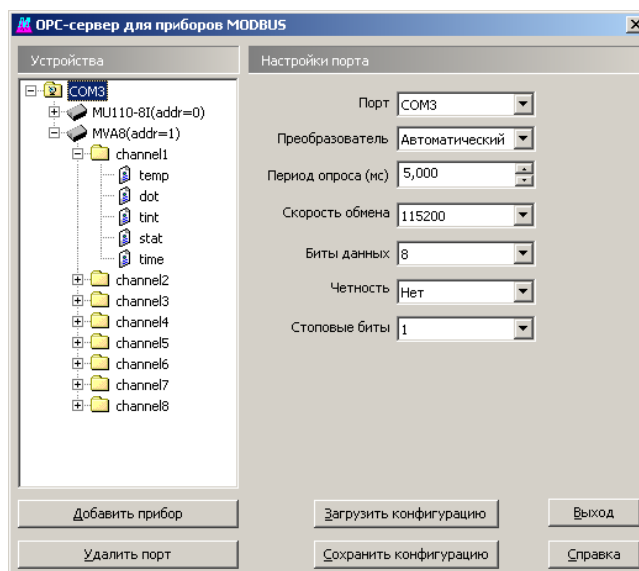 ОРС-сервер для приборов MODBUS
Устройства
COM3
MU110-8I(addr=0)
MVA8(addr=1)
channel1
temp
dot
tint
stat
time
channel2
channel3
channel4
channel5
channel6
channel7
channel8
Настройки порта
Порт COM3
Преобразователь Автоматический
Период опроса (мс) 5,000
Скорость обмена 115200
Биты данных 8
Четность Нет
Стоповые биты 1
Добавить прибор Загрузить конфигурацию Выход
Удалить порт Сохранить конфигурацию Справка